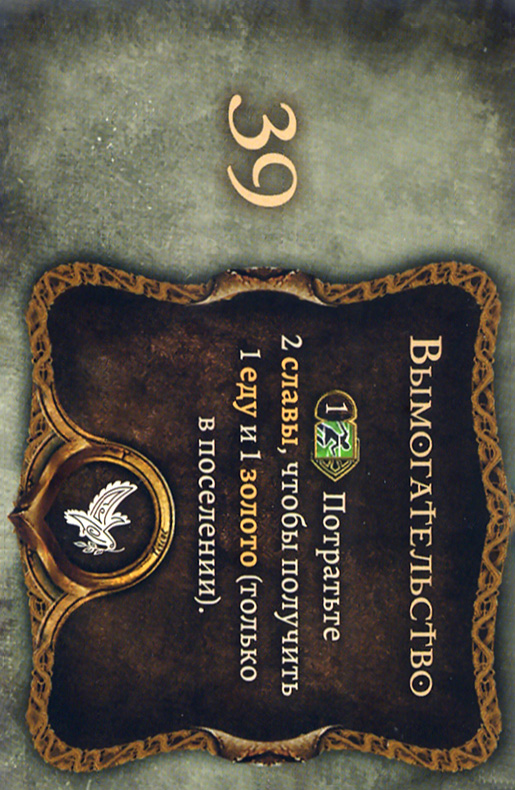 39
Вымогательство
1 Потратьте
2 славы, чтобы получить
1 еду и 1 золото (только
в поселении).